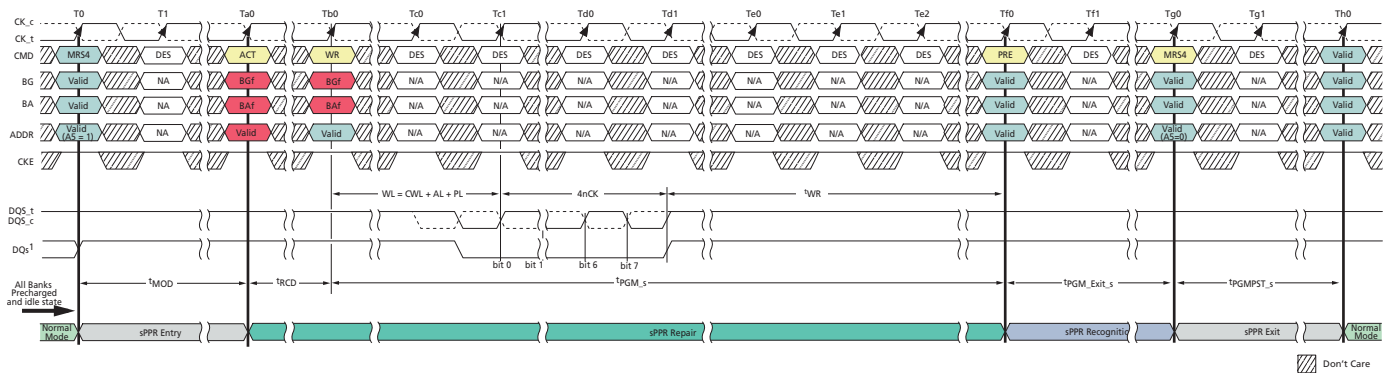 T0 T1 Ta0 Tb0 Tc0 Tc1 Td0 Td1 Te0 Te1 Te2 Tf0 Tf1 Tg0 Tg1 Th0
CK_c
CK_t
CMD MRS4 DES ACT WR DES DES DES DES DES DES DES PRE DES MRS4 DES Valid
BG Valid NA BGf BGf N/A N/A N/A N/A N/A N/A N/A Valid N/A Valid N/A Valid
BA Valid NA BAf BAf N/A N/A N/A N/A N/A N/A N/A Valid N/A Valid N/A Valid
ADDR Valid (A5 = 1) NA Valid Valid N/A N/A N/A N/A N/A N/A N/A Valid N/A Valid (A5=0) N/A Valid
CKE
WL = CWL + AL + PL 4nCK tWR
DQS_t
DQS_c
DQs1
bit 0 bit 1 bit 6 bit 7
tMOD tRCD tPGM_s tPGM_Exit_s tPGMPST_s
All Banks
Precharged
and idle state
Normal Mode sPPR Entry sPPR Repair sPPR Recognitic sPPR Exit Normal Mode
Don't Care